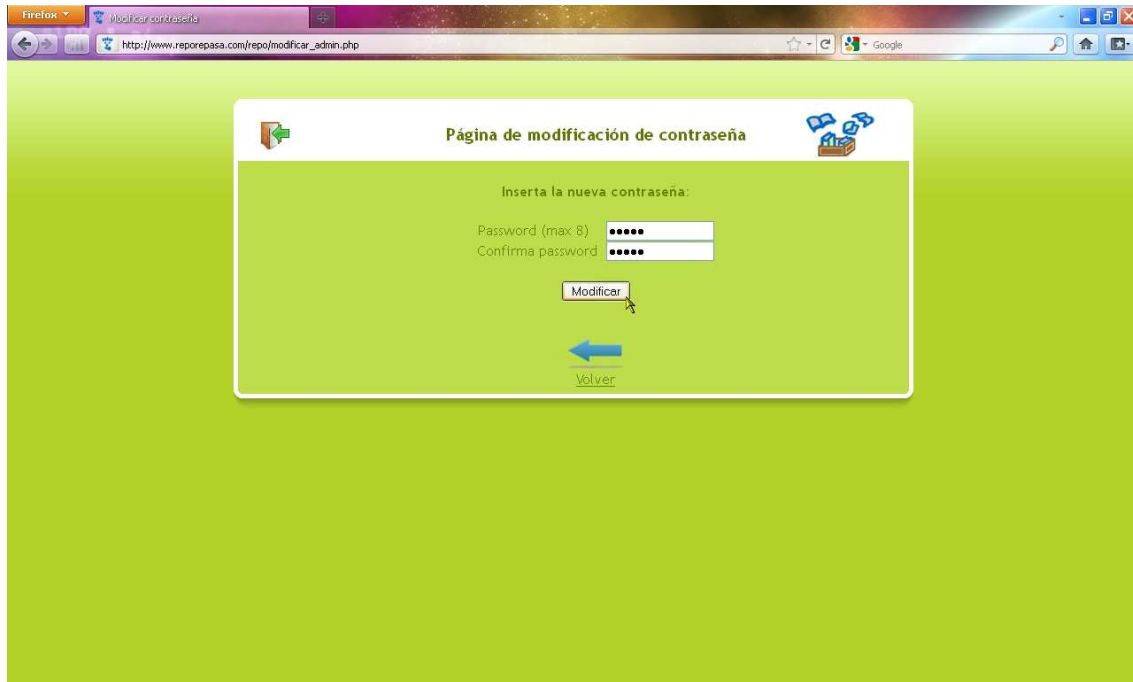 Firefox
Modificar contraseña
http://www.reporepasa.com/repo/modificar_admin.php
Google
Página de modificación de contraseña
Inserta la nueva contraseña:
Password (max 8) •••••
Confirma password •••••
Modificar
Volver